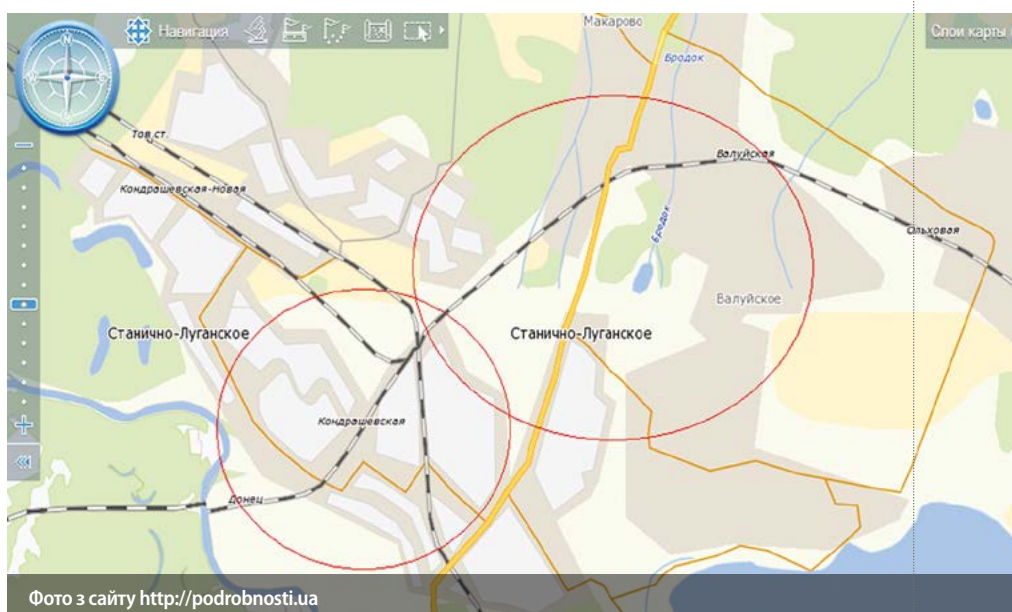 Навигация
Слои карты
N
W
E
S
Макарово
Бродок
Тов.ст.
Валуйская
Кондрашевская-Новая
Бродок
Ольховая
Валуйское
Станично-Луганское
Станично-Луганское
Кондрашевская
Донец
Фото з сайту http://podrobnosti.ua